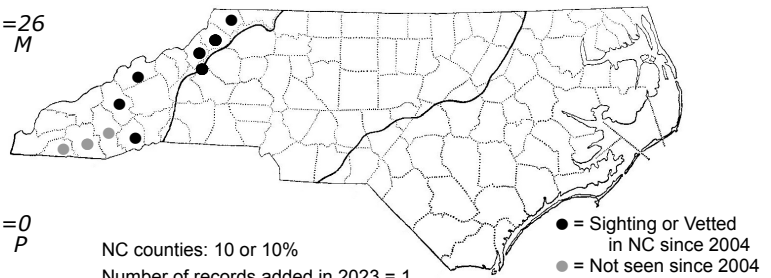 =26
M
=0
P
NC counties: 10 or 10%
Number of records added in 2023 = 1
● = Sighting or Vetted
in NC since 2004
● = Not seen since 2004